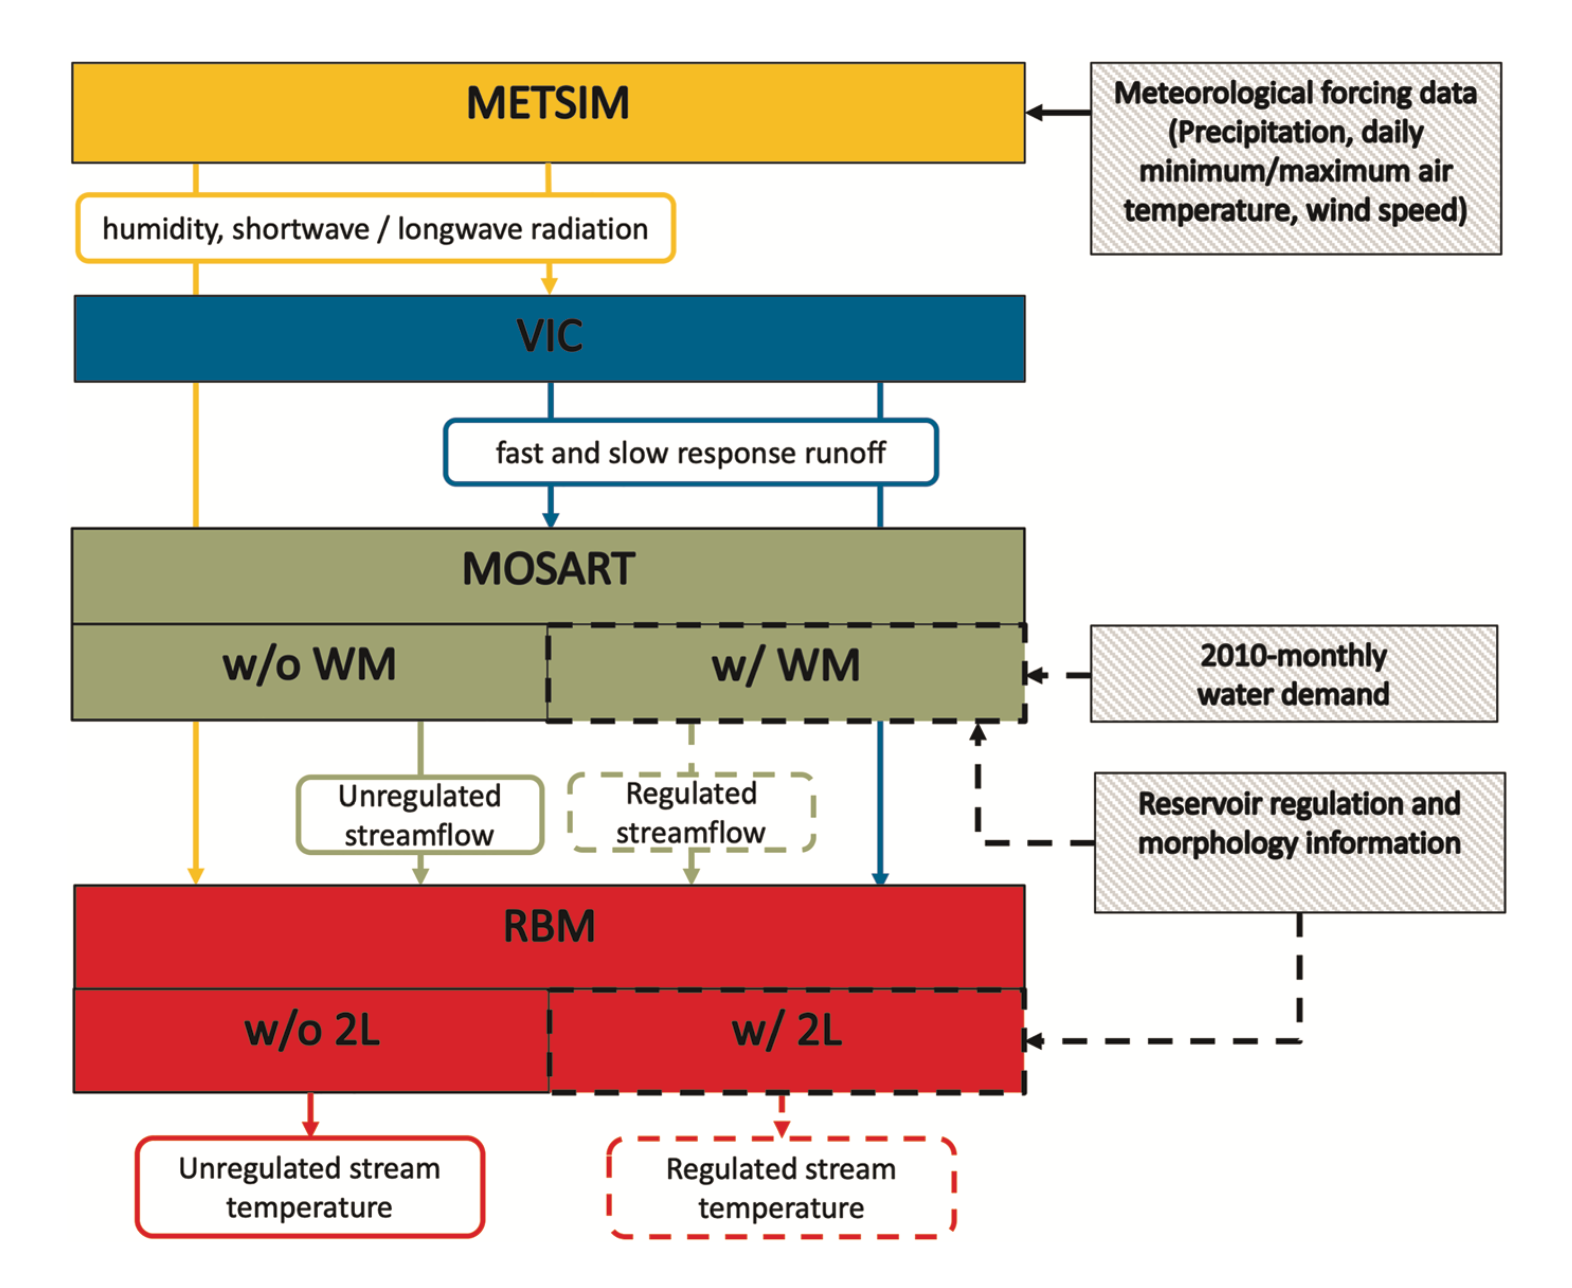 METSIM
Meteorological forcing data
(Precipitation, daily
minimum/maximum air
temperature, wind speed)
humidity, shortwave / longwave radiation
VIC
fast and slow response runoff
MOSART
w/o WM
w/ WM
2010-monthly
water demand
Unregulated
streamflow
Regulated
streamflow
Reservoir regulation and
morphology information
RBM
w/o 2L
w/ 2L
Unregulated stream
temperature
Regulated stream
temperature